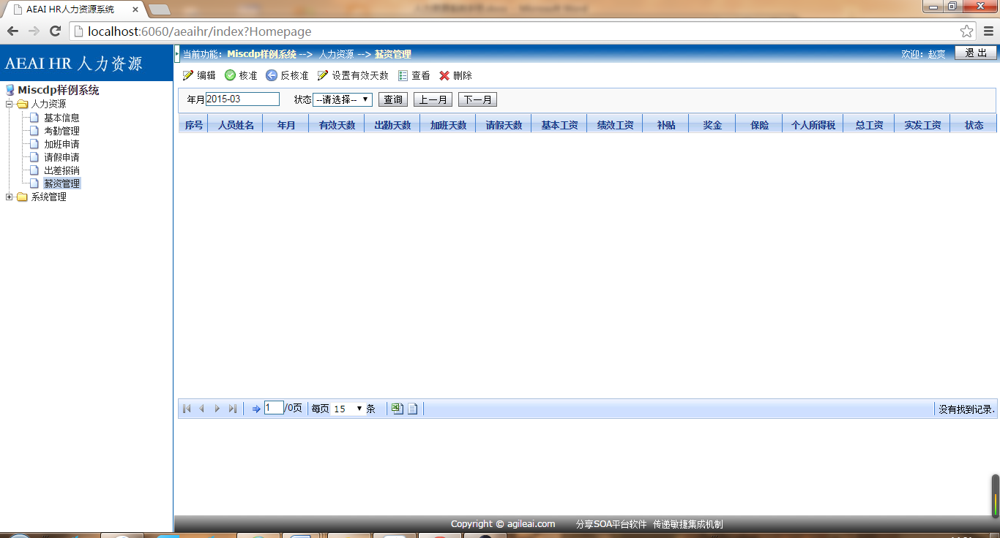 AEAI HR人力资源系统
localhost:6060/aeaihr/index?Homepage
AEAI HR 人力资源
当前功能: Miscdp样例系统 --> 人力资源 --> 薪资管理
欢迎: 赵爽 退 出
Miscdp样例系统
人力资源
基本信息
考勤管理
加班申请
请假申请
出差报销
薪资管理
系统管理
编辑 核准 反核准 设置有效天数 查看 删除
年月 2015-03 状态 --请选择-- 查询 上一月 下一月
序号 人员姓名 年月 有效天数 出勤天数 加班天数 请假天数 基本工资 绩效工资 补贴 奖金 保险 个人所得税 总工资 实发工资 状态
1 /0页 每页 15 条 没有找到记录.
Copyright © agileai.com 分享SOA平台软件 传递敏捷集成机制